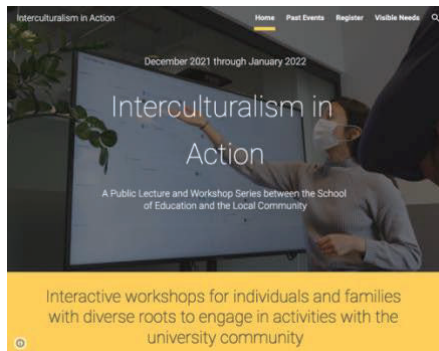 Interculturalism in Action
Home Past Events Register Visible Needs
December 2021 through January 2022
Interculturalism in
Action
A Public Lecture and Workshop Series between the School
of Education and the Local Community
Interactive workshops for individuals and families
with diverse roots to engage in activities with the
university community